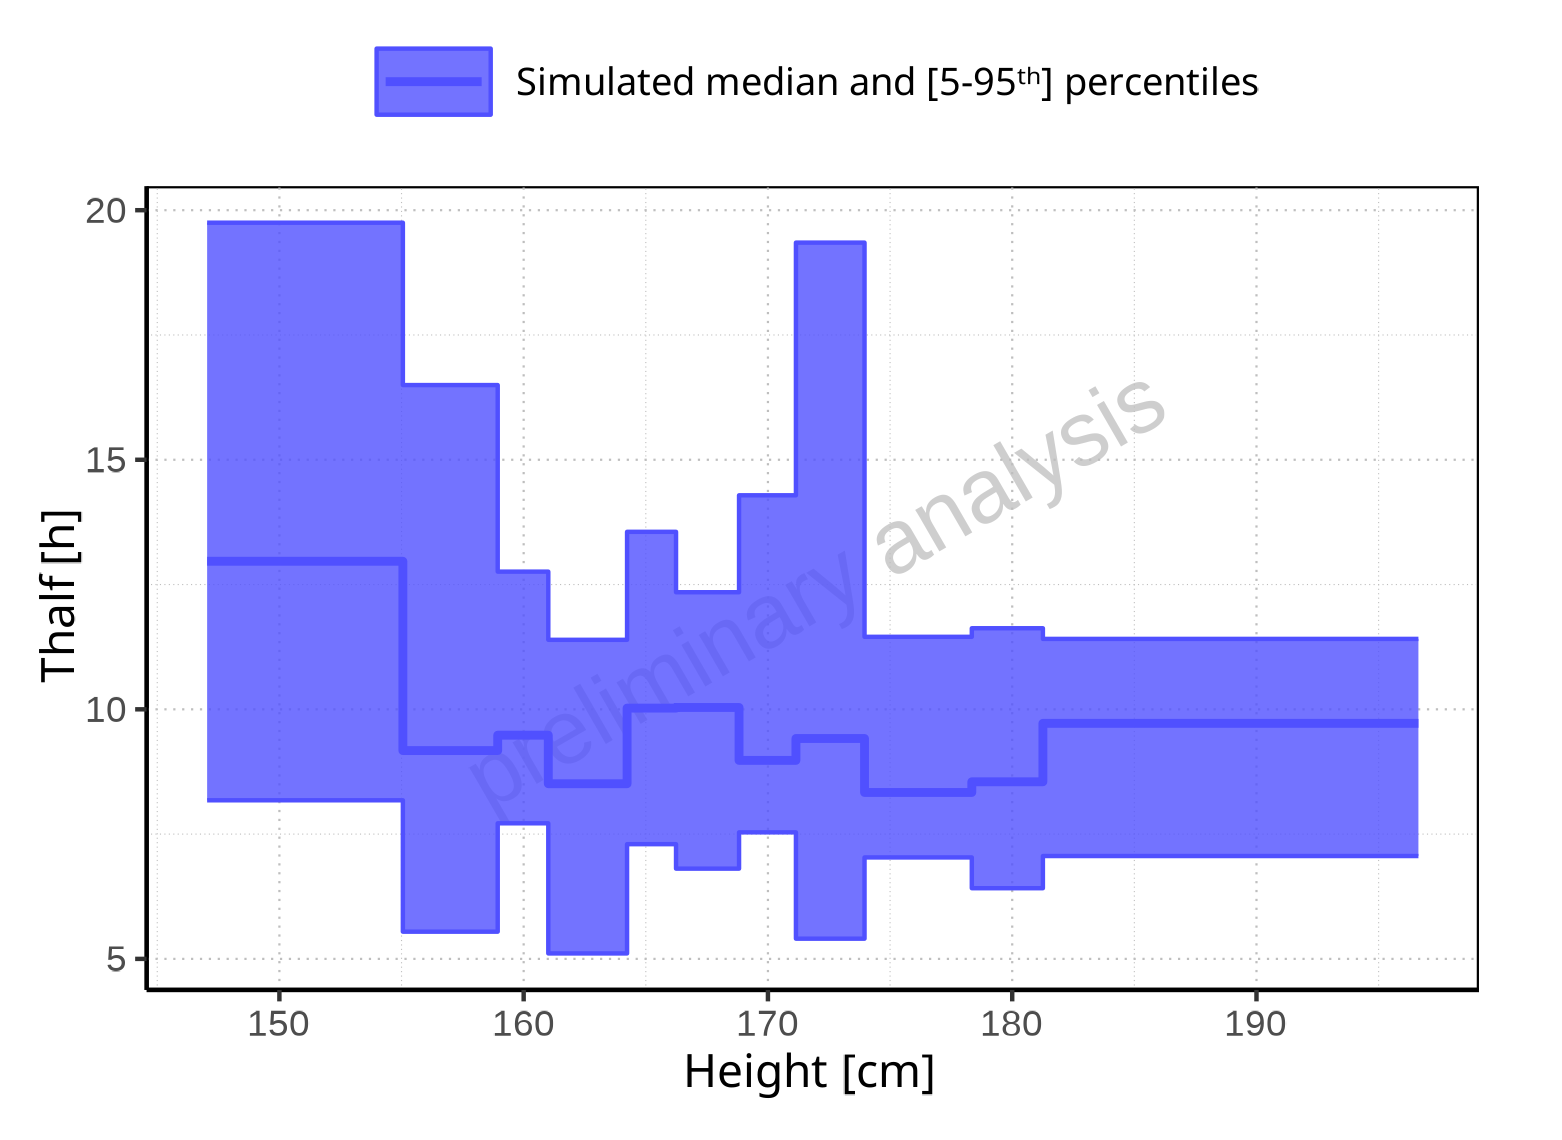 Simulated median and [5-95ᵗʰ] percentiles
20
15
10
5
Thalf [h]
preliminary analysis
150 160 170 180 190
Height [cm]